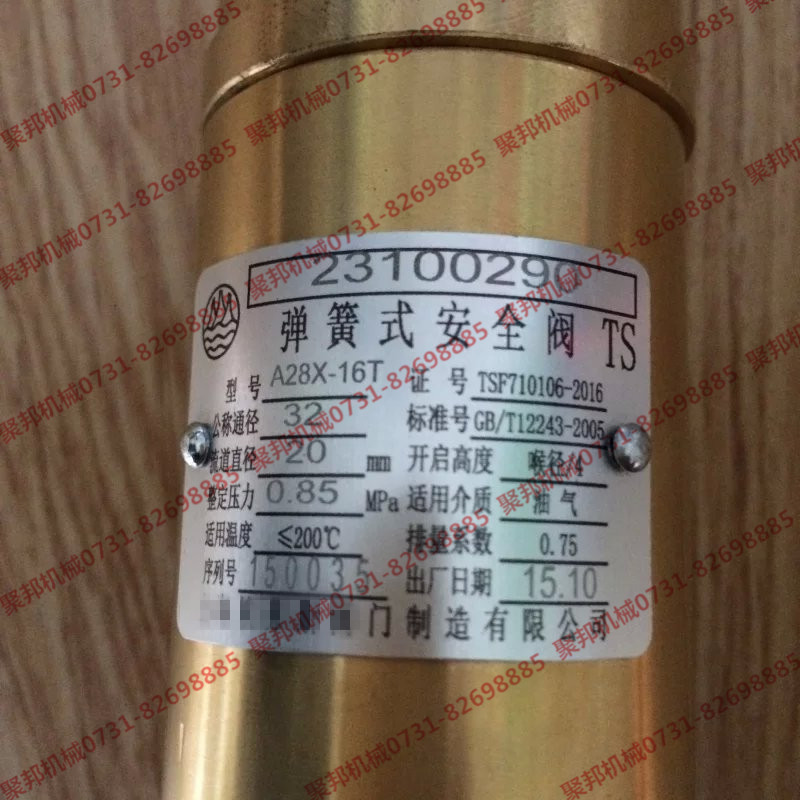 23100290
弹簧式安全阀 TS
型号 A28X-16T 证号 TSF710106-2016
公称通径 32 标准号 GB/T12243-2005
流道直径 20 mm 开启高度 喉径/4
整定压力 0.85 MPa 适用介质 油气
适用温度 ≤200℃ 排量系数 0.75
序列号 150035 出厂日期 15.10
门制造有限公司
聚邦机械0731-82698885